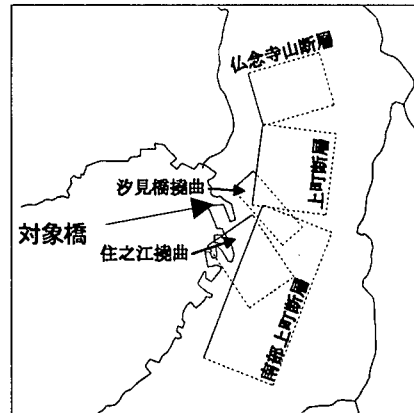 仏念寺山断層
上町断層
汐見橋撓曲
対象橋
住之江撓曲
南部上町断層